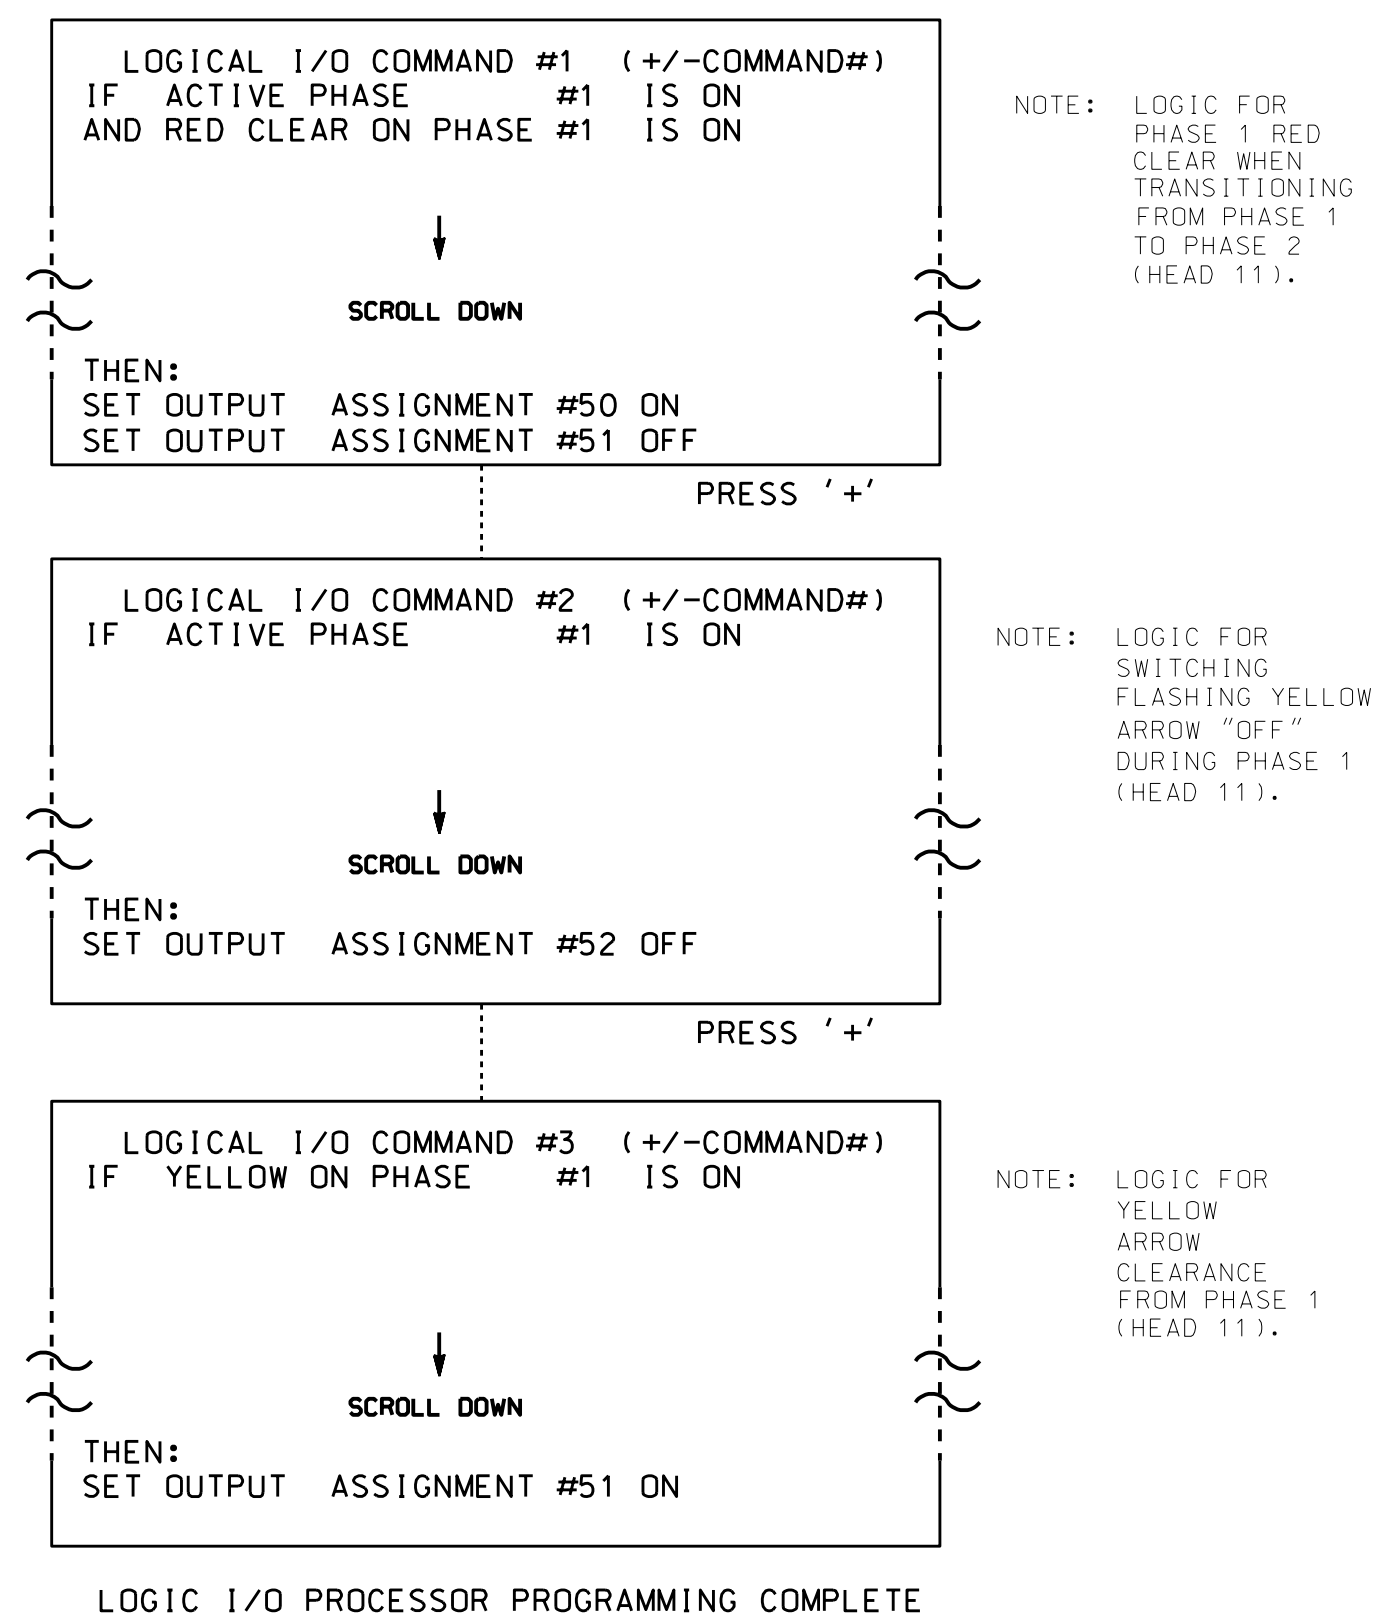 LOGICAL I/O COMMAND #1 (+/-COMMAND#)
IF ACTIVE PHASE #1 IS ON
AND RED CLEAR ON PHASE #1 IS ON
SCROLL DOWN
THEN:
SET OUTPUT ASSIGNMENT #50 ON
SET OUTPUT ASSIGNMENT #51 OFF
NOTE: LOGIC FOR
PHASE 1 RED
CLEAR WHEN
TRANSITIONING
FROM PHASE 1
TO PHASE 2
(HEAD 11).
PRESS '+'
LOGICAL I/O COMMAND #2 (+/-COMMAND#)
IF ACTIVE PHASE #1 IS ON
SCROLL DOWN
THEN:
SET OUTPUT ASSIGNMENT #52 OFF
NOTE: LOGIC FOR
SWITCHING
FLASHING YELLOW
ARROW "OFF"
DURING PHASE 1
(HEAD 11).
PRESS '+'
LOGICAL I/O COMMAND #3 (+/-COMMAND#)
IF YELLOW ON PHASE #1 IS ON
SCROLL DOWN
THEN:
SET OUTPUT ASSIGNMENT #51 ON
NOTE: LOGIC FOR
YELLOW
ARROW
CLEARANCE
FROM PHASE 1
(HEAD 11).
LOGIC I/O PROCESSOR PROGRAMMING COMPLETE